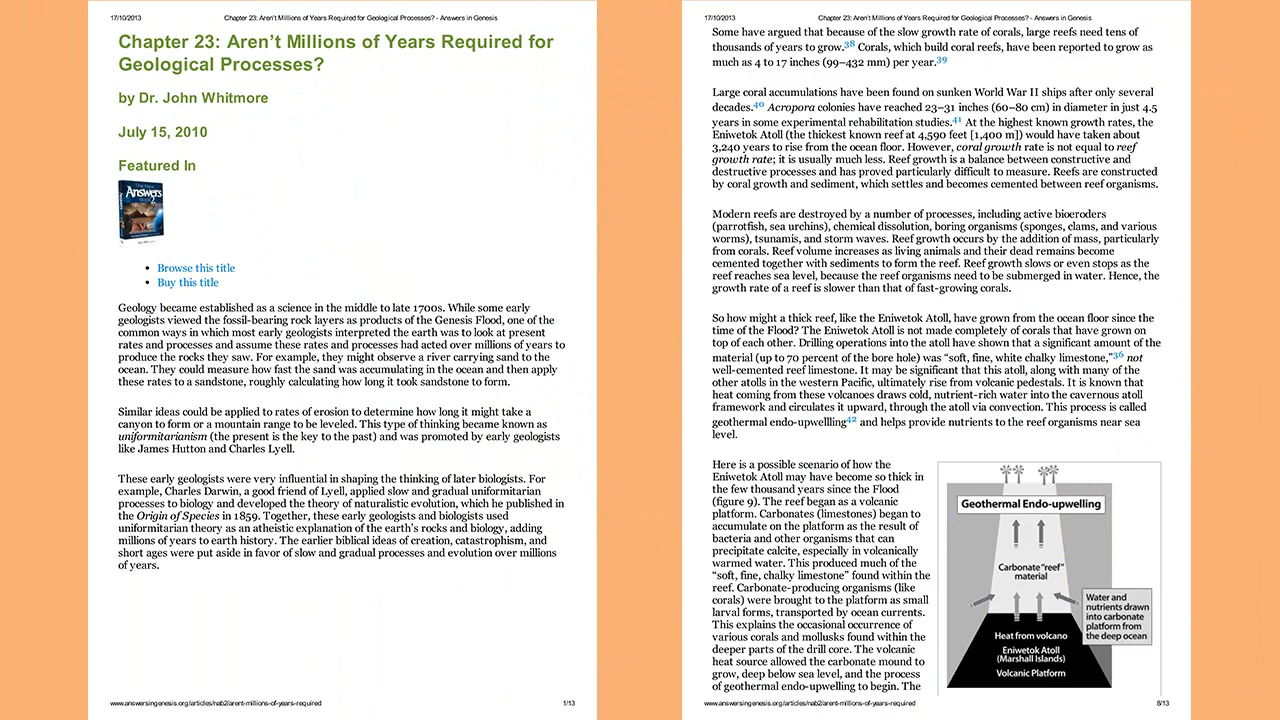 17/10/2013
Chapter 23: Aren't Millions of Years Required for Geological Processes? - Answers in Genesis
Chapter 23: Aren't Millions of Years Required for
Geological Processes?
by Dr. John Whitmore
July 15, 2010
Featured In
Answers
• Browse this title
• Buy this title
Geology became established as a science in the middle to late 1700s. While some early
geologists viewed the fossil-bearing rock layers as products of the Genesis Flood, one of the
common ways in which most early geologists interpreted the earth was to look at present
rates and processes and assume these rates and processes had acted over millions of years to
produce the rocks they saw. For example, they might observe a river carrying sand to the
ocean. They could measure how fast the sand was accumulating in the ocean and then apply
these rates to a sandstone, roughly calculating how long it took sandstone to form.
Similar ideas could be applied to rates of erosion to determine how long it might take a
canyon to form or a mountain range to be leveled. This type of thinking became known as
uniformitarianism (the present is the key to the past) and was promoted by early geologists
like James Hutton and Charles Lyell.
These early geologists were very influential in shaping the thinking of later biologists. For
example, Charles Darwin, a good friend of Lyell, applied slow and gradual uniformitarian
processes to biology and developed the theory of naturalistic evolution, which he published in
the Origin of Species in 1859. Together, these early geologists and biologists used
uniformitarian theory as an atheistic explanation of the earth's rocks and biology, adding
millions of years to earth history. The earlier biblical ideas of creation, catastrophism, and
short ages were put aside in favor of slow and gradual processes and evolution over millions
of years.
www.answersingenesis.org/articles/nab2/arent-millions-of-years-required
1/13
17/10/2013
Chapter 23: Aren't Millions of Years Required for Geological Processes? - Answers in Genesis
Some have argued that because of the slow growth rate of corals, large reefs need tens of
thousands of years to grow.38 Corals, which build coral reefs, have been reported to grow as
much as 4 to 17 inches (99–432 mm) per year.39
Large coral accumulations have been found on sunken World War II ships after only several
decades.40 Acropora colonies have reached 23–31 inches (60–80 cm) in diameter in just 4.5
years in some experimental rehabilitation studies.41 At the highest known growth rates, the
Eniwetok Atoll (the thickest known reef at 4,590 feet [1,400 m]) would have taken about
3,240 years to rise from the ocean floor. However, coral growth rate is not equal to reef
growth rate; it is usually much less. Reef growth is a balance between constructive and
destructive processes and has proved particularly difficult to measure. Reefs are constructed
by coral growth and sediment, which settles and becomes cemented between reef organisms.
Modern reefs are destroyed by a number of processes, including active bioeroders
(parrotfish, sea urchins), chemical dissolution, boring organisms (sponges, clams, and various
worms), tsunamis, and storm waves. Reef growth occurs by the addition of mass, particularly
from corals. Reef volume increases as living animals and their dead remains become
cemented together with sediments to form the reef. Reef growth slows or even stops as the
reef reaches sea level, because the reef organisms need to be submerged in water. Hence, the
growth rate of a reef is slower than that of fast-growing corals.
So how might a thick reef, like the Eniwetok Atoll, have grown from the ocean floor since the
time of the Flood? The Eniwetok Atoll is not made completely of corals that have grown on
top of each other. Drilling operations into the atoll have shown that a significant amount of the
material (up to 70 percent of the bore hole) was "soft, fine, white chalky limestone,"36 not
well-cemented reef limestone. It may be significant that this atoll, along with many of the
other atolls in the western Pacific, ultimately rise from volcanic pedestals. It is known that
heat coming from these volcanoes draws cold, nutrient-rich water into the cavernous atoll
framework and circulates it upward, through the atoll via convection. This process is called
geothermal endo-upwellling42 and helps provide nutrients to the reef organisms near sea
level.
Here is a possible scenario of how the
Eniwetok Atoll may have become so thick in
the few thousand years since the Flood
(figure 9). The reef began as a volcanic
platform. Carbonates (limestones) began to
accumulate on the platform as the result of
bacteria and other organisms that can
precipitate calcite, especially in volcanically
warmed water. This produced much of the
"soft, fine, chalky limestone" found within the
reef. Carbonate-producing organisms (like
corals) were brought to the platform as small
larval forms, transported by ocean currents.
This explains the occasional occurrence of
various corals and mollusks found within the
deeper parts of the drill core. The volcanic
heat source allowed the carbonate mound to
grow, deep below sea level, and the process
of geothermal endo-upwelling to begin. The
Geothermal Endo-upwelling
Carbonate "reef"
material
Water and
nutrients drawn
into carbonate
platform from
the deep ocean
Heat from volcano
Eniwetok Atoll
(Marshall Islands)
Volcanic Platform
www.answersingenesis.org/articles/nab2/arent-millions-of-years-required
8/13